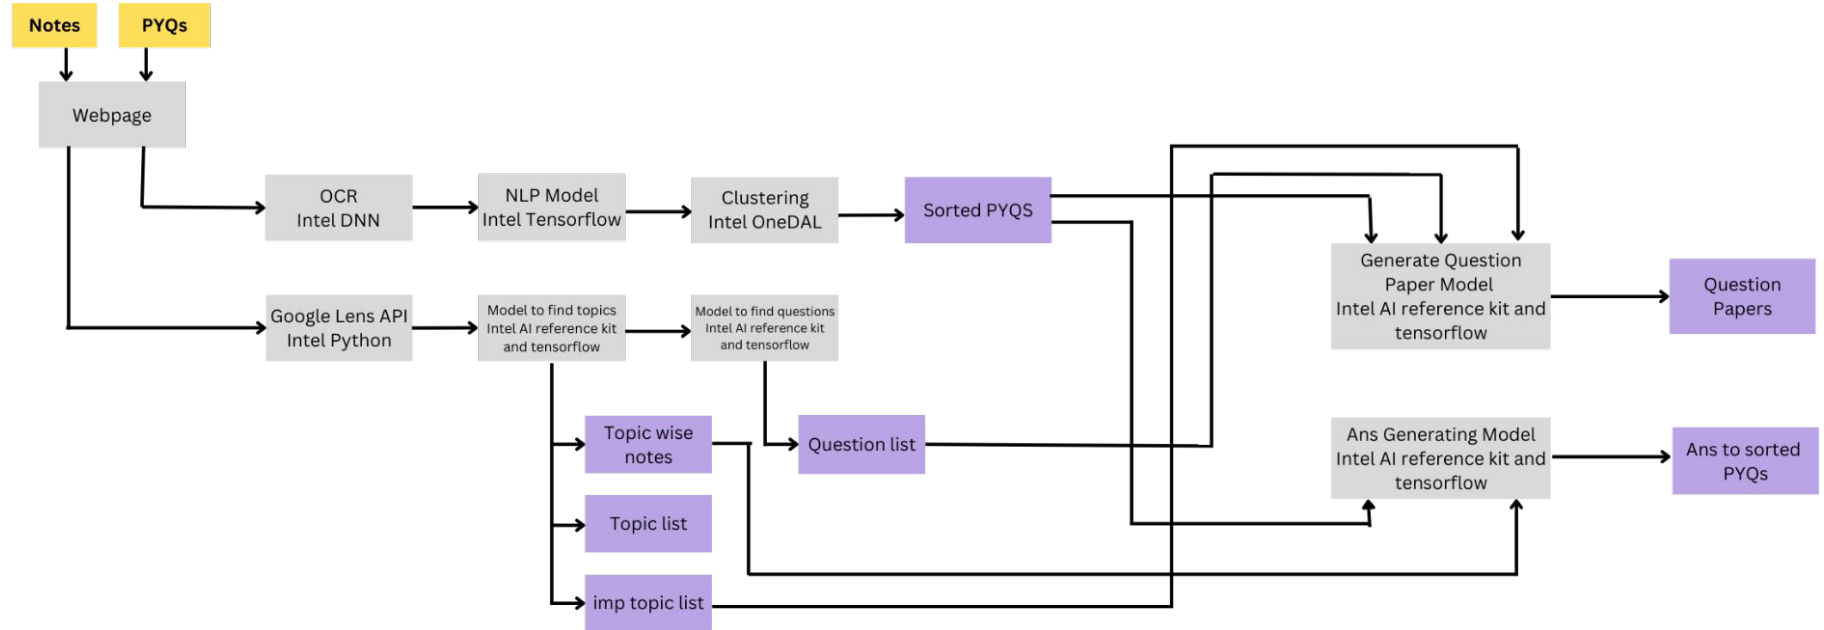 Notes
PYQs
Webpage
OCR
Intel DNN
NLP Model
Intel Tensorflow
Clustering
Intel OneDAL
Sorted PYQS
Generate Question
Paper Model
Intel AI reference kit and
tensorflow
Question
Papers
Google Lens API
Intel Python
Model to find topics
Intel AI reference kit
and tensorflow
Model to find questions
Intel AI reference kit
and tensorflow
Topic wise
notes
Question list
Ans Generating Model
Intel AI reference kit and
tensorflow
Ans to sorted
PYQs
Topic list
imp topic list